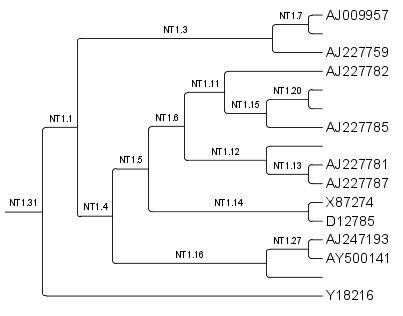 NT1.7 AJ009957
NT1.3
AJ227759
AJ227782
NT1.11
NT1.20
NT1.15
NT1.6
NT1.1
AJ227785
NT1.12
NT1.5
AJ227781
NT1.13
AJ227787
X87274
NT1.14
NT1.31 NT1.4
D12785
AJ247193
NT1.27
NT1.16 AY500141
Y18216